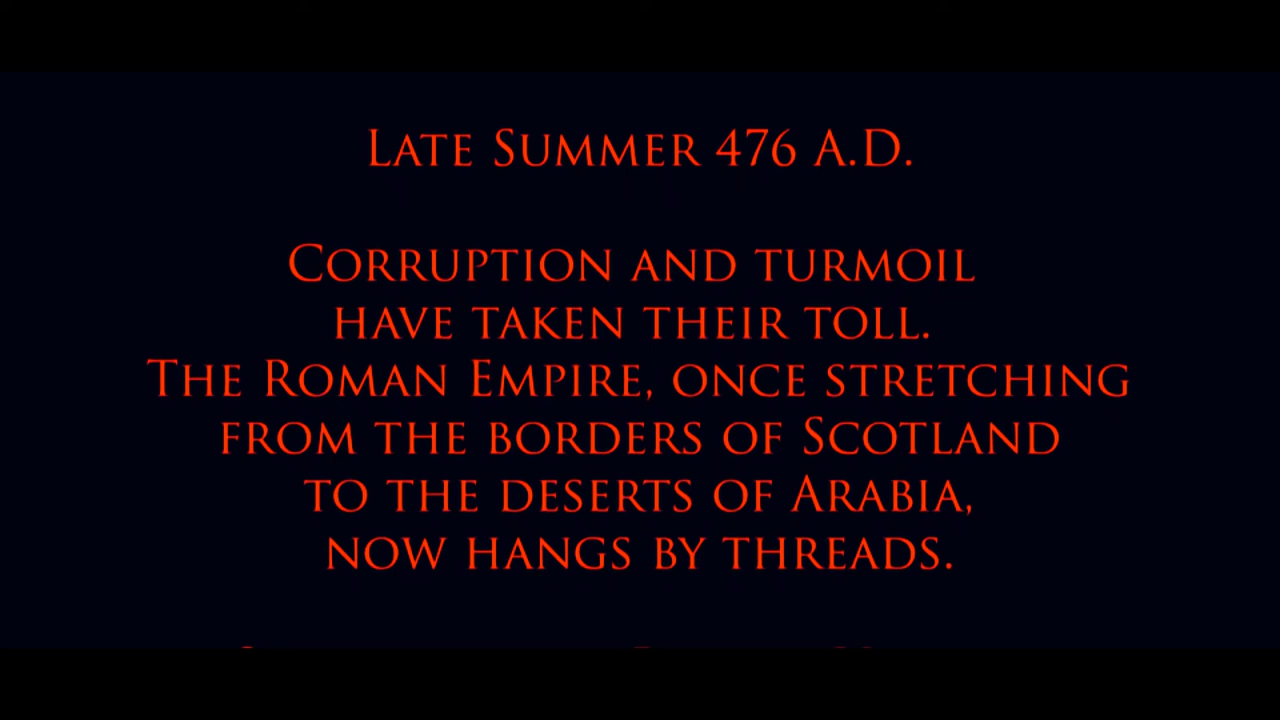 Late Summer 476 A.D.
Corruption and turmoil
have taken their toll.
The Roman Empire, once stretching
from the borders of Scotland
to the deserts of Arabia,
now hangs by threads.